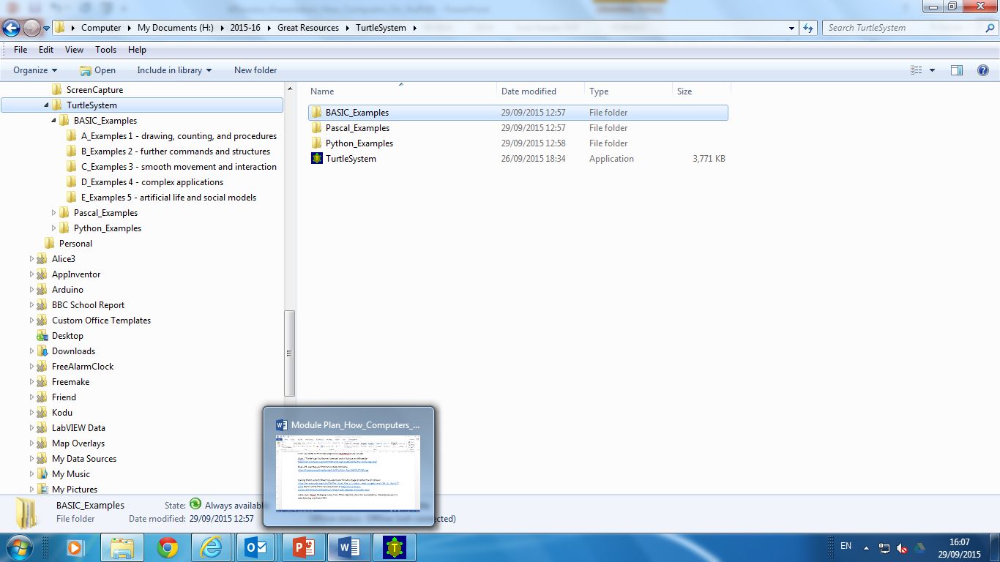 Computer My Documents (H:) 2015-16 Great Resources TurtleSystem Search TurtleSystem
File Edit View Tools Help
Organize Open Include in library New folder
Name Date modified Type Size
ScreenCapture
TurtleSystem
BASIC_Examples
A_Examples 1 - drawing, counting, and procedures
B_Examples 2 - further commands and structures
C_Examples 3 - smooth movement and interaction
D_Examples 4 - complex applications
E_Examples 5 - artificial life and social models
Pascal_Examples
Python_Examples
Personal
Alice3
AppInventor
Arduino
BBC School Report
Custom Office Templates
Desktop
Downloads
FreeAlarmClock
Freemake
Friend
Kodu
LabVIEW Data
Map Overlays
My Data Sources
My Music
My Pictures
BASIC_Examples 29/09/2015 12:57 File folder
Pascal_Examples 29/09/2015 12:57 File folder
Python_Examples 29/09/2015 12:58 File folder
TurtleSystem 26/09/2015 18:34 Application 3,771 KB
Module Plan_How_Computers_...
BASIC_Examples State: Always availabl
File folder Date modified: 29/09/2015 12:57
EN 16:07
29/09/2015